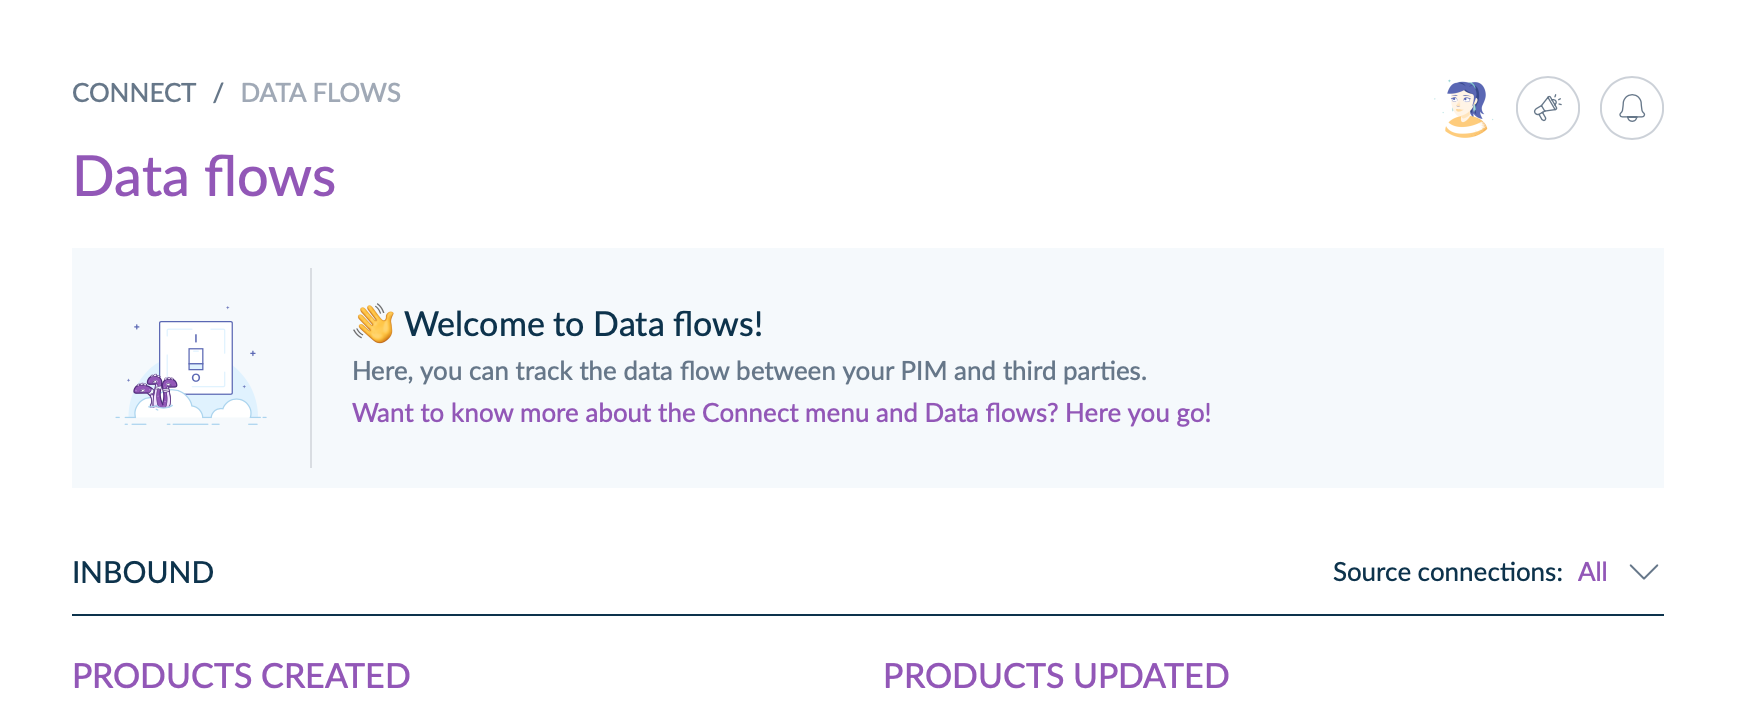 CONNECT / DATA FLOWS
Data flows
👋 Welcome to Data flows!
Here, you can track the data flow between your PIM and third parties.
Want to know more about the Connect menu and Data flows? Here you go!
INBOUND
Source connections: All
PRODUCTS CREATED
PRODUCTS UPDATED